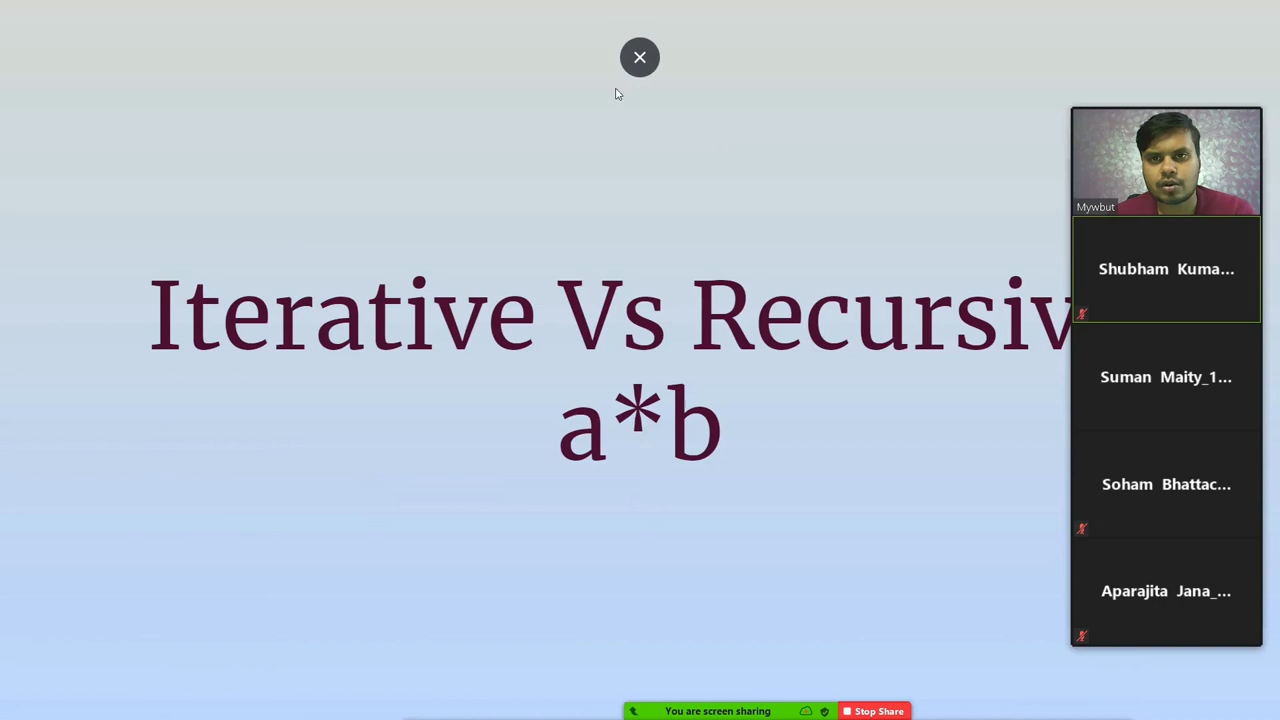 Iterative Vs Recursiv
a*b
Mywbut
Shubham Kuma...
Suman Maity_1...
Soham Bhattac...
Aparajita Jana_...
You are screen sharing
Stop Share